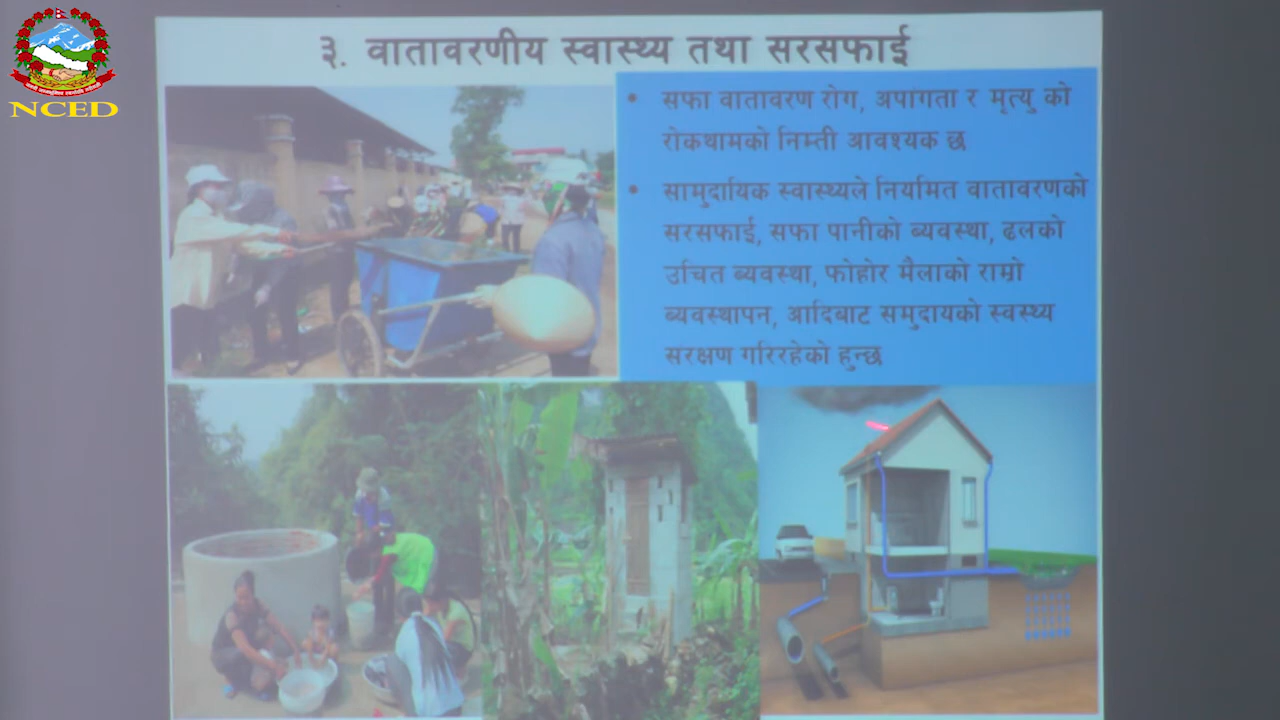 NCED
३. वातावरणीय स्वास्थ्य तथा सरसफाई
• सफा वातावरण रोग, अपांगता र मृत्यु को
रोकथामको निम्ती आवश्यक छ
• सामुदायिक स्वास्थ्यले नियमित वातावरणको
सरसफाई, सफा पानीको ब्यवस्था, ढलको
उचित ब्यवस्था, फोहोर मैलाको राम्रो
ब्यवस्थापन, आदिबाट समुदायको स्वस्थ्य
सरक्षण गरिरहेको हुन्छ